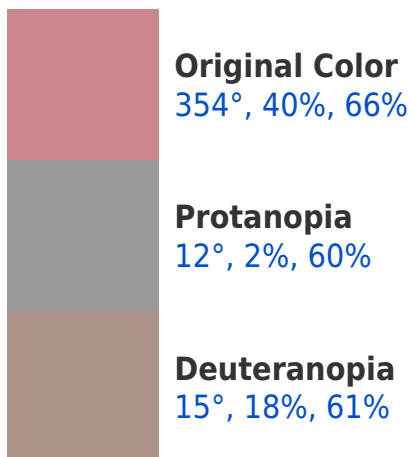 Original Color
354°, 40%, 66%
Protanopia
12°, 2%, 60%
Deuteranopia
15°, 18%, 61%